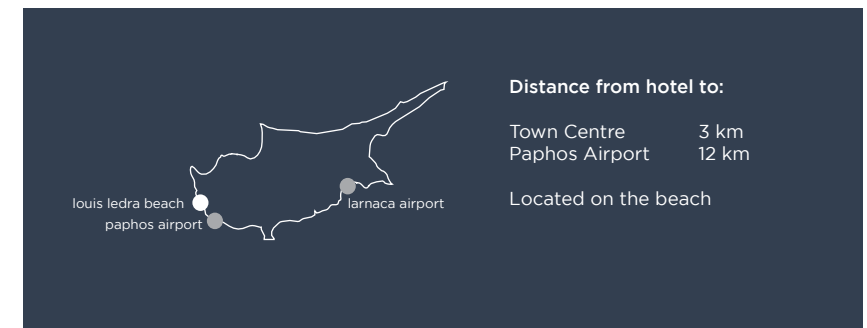 Distance from hotel to:
Town Centre 3 km
Paphos Airport 12 km
Located on the beach
louis ledra beach
paphos airport
larnaca airport